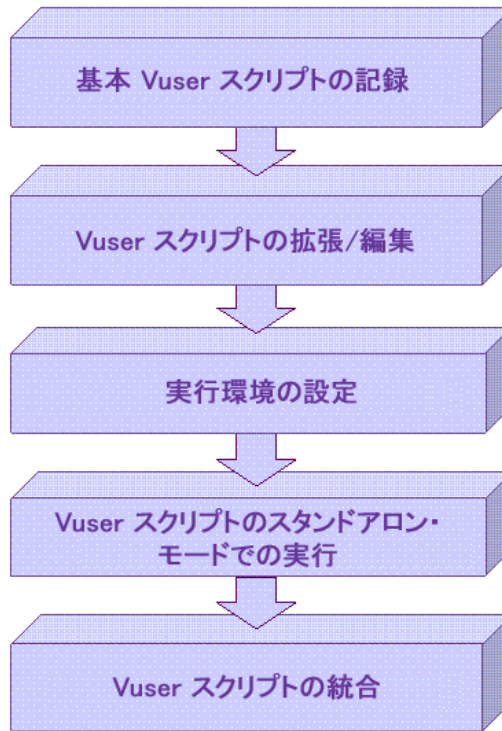 基本 Vuser スクリプトの記録
Vuser スクリプトの拡張/編集
実行環境の設定
Vuser スクリプトのスタンドアロン・
モードでの実行
Vuser スクリプトの統合